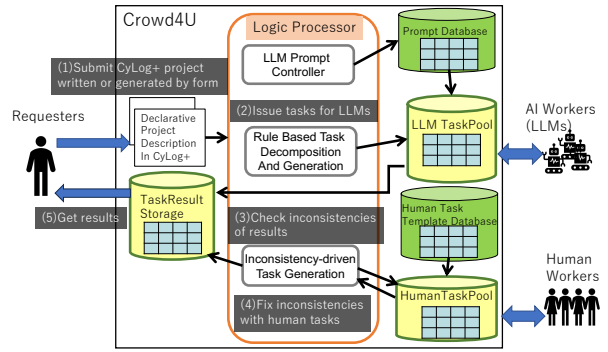 Crowd4U
Logic Processor
Prompt Database
LLM Prompt
Controller
(1)Submit CyLog+ project
written or generated by form
Requesters
Declarative
Project
Description
In CyLog+
(2)Issue tasks for LLMs
Rule Based Task
Decomposition
And Generation
LLM TaskPool
AI Workers
(LLMs)
(5)Get results
TaskResult
Storage
(3)Check inconsistencies
of results
Human Task
Template Database
Inconsistency-driven
Task Generation
(4)Fix inconsistencies
with human tasks
HumanTaskPool
Human
Workers